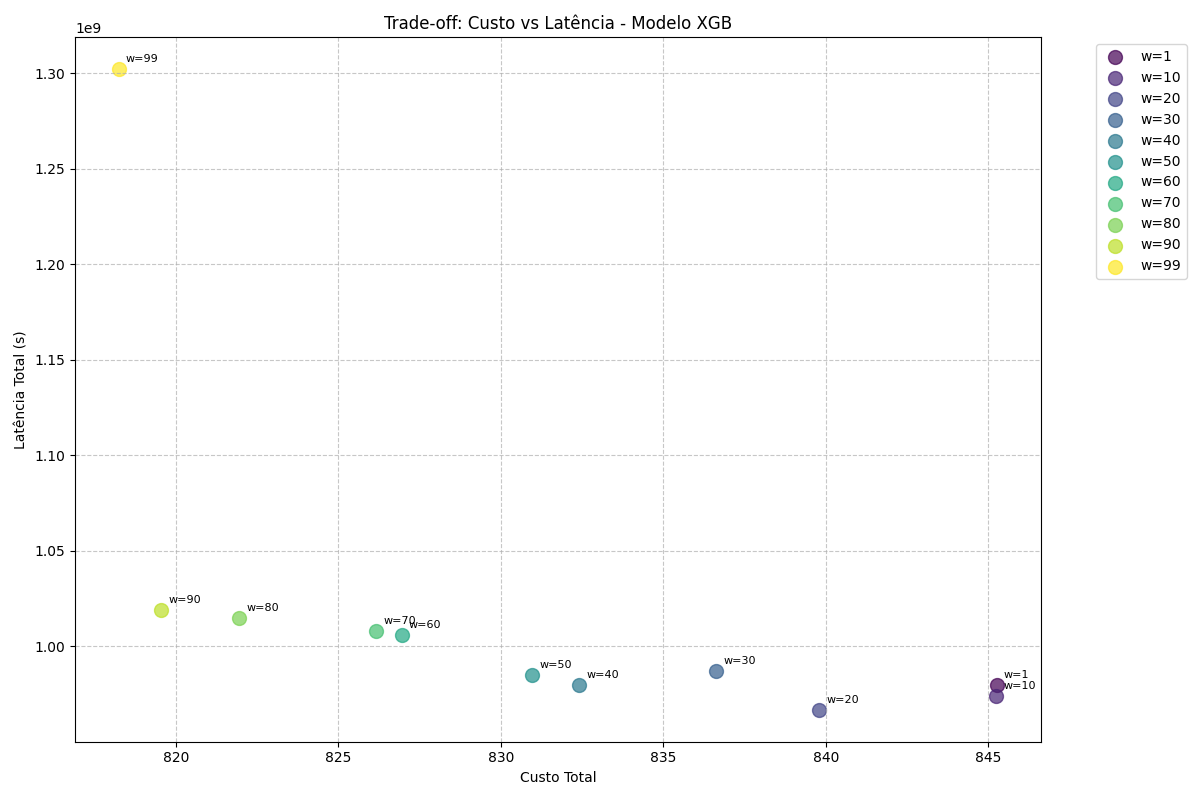 Trade-off: Custo vs Latência - Modelo XGB
1e9
1.30
1.25
1.20
1.15
1.10
1.05
1.00
Latência Total (s)
w=99
w=90
w=80
w=70
w=60
w=50
w=40
w=30
w=20
w=1
w=10
820
825
830
835
840
845
Custo Total
w=1
w=10
w=20
w=30
w=40
w=50
w=60
w=70
w=80
w=90
w=99